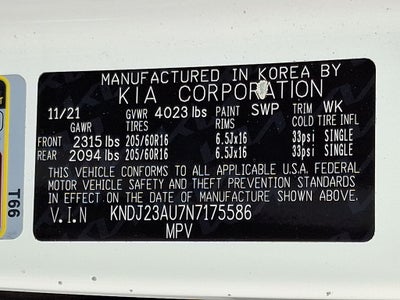 MANUFACTURED IN KOREA BY
KIA CORPORATION
11/21 GVWR 4023 lbs PAINT SWP TRIM WK
GAWR TIRES RIMS COLD TIRE INFL
FRONT 2315 lbs 205/60R16 6.5Jx16 33psi SINGLE
REAR 2094 lbs 205/60R16 6.5Jx16 33psi SINGLE
THIS VEHICLE CONFORMS TO ALL APPLICABLE U.S.A. FEDERAL
MOTOR VEHICLE SAFETY AND THEFT PREVENTION STANDARDS
IN EFFECT ON THE DATE OF MANUFACTURE SHOWN ABOVE.
V.I.N KNDJ23AU7N7175586
MPV
T66